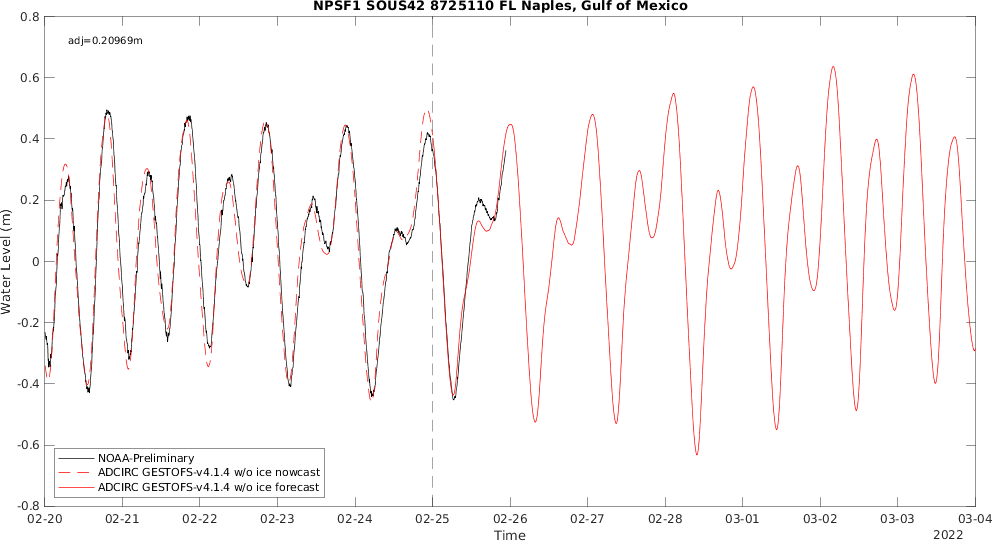 NPSF1 SOUS42 8725110 FL Naples, Gulf of Mexico
adj=0.20969m
0.8
0.6
0.4
0.2
0
-0.2
-0.4
-0.6
-0.8
Water Level (m)
NOAA-Preliminary
ADCIRC GESTOFS-v4.1.4 w/o ice nowcast
ADCIRC GESTOFS-v4.1.4 w/o ice forecast
02-20 02-21 02-22 02-23 02-24 02-25 02-26 02-27 02-28 03-01 03-02 03-03 03-04
Time
2022